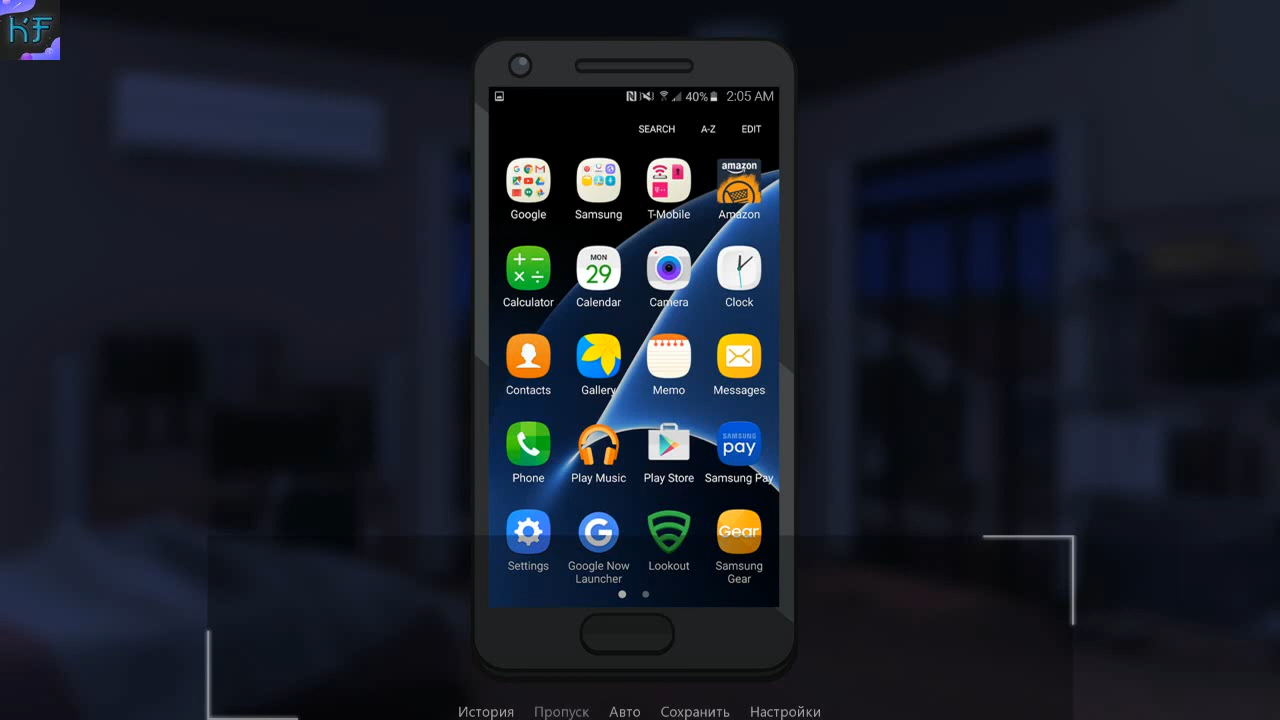 KF
40% 2:05 AM
SEARCH A-Z EDIT
amazon
Google Samsung T-Mobile Amazon
MON
29
Calculator Calendar Camera Clock
Contacts Gallery Memo Messages
SAMSUNG
pay
Phone Play Music Play Store Samsung Pay
G Gear
Settings Google Now Launcher Lookout Samsung Gear
История Пропуск Авто Сохранить Настройки